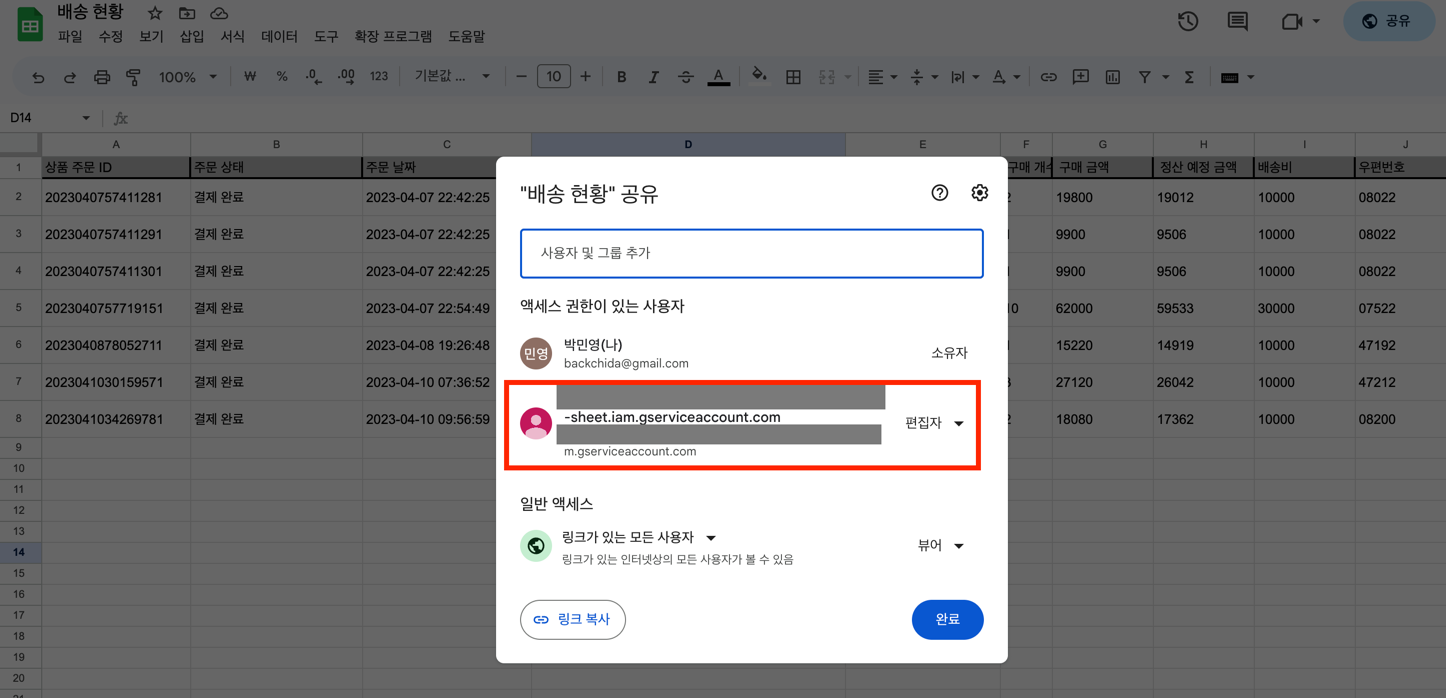 배송 현황
파일 수정 보기 삽입 서식 데이터 도구 확장 프로그램 도움말
공유
100% ₩ % .0 .00 123 기본값 ... 10 B I A
D14 fx
A B C D E F G H I J
1 상품 주문 ID 주문 상태 주문 날짜 구매 개수 구매 금액 정산 예정 금액 배송비 우편번호
2 2023040757411281 결제 완료 2023-04-07 22:42:25 2 19800 19012 10000 08022
3 2023040757411291 결제 완료 2023-04-07 22:42:25 9900 9506 10000 08022
4 2023040757411301 결제 완료 2023-04-07 22:42:25 9900 9506 10000 08022
5 2023040757719151 결제 완료 2023-04-07 22:54:49 10 62000 59533 30000 07522
6 2023040878052711 결제 완료 2023-04-08 19:26:48 15220 14919 10000 47192
7 2023041030159571 결제 완료 2023-04-10 07:36:52 27120 26042 10000 47212
8 2023041034269781 결제 완료 2023-04-10 09:56:59 2 18080 17362 10000 08200
9
10
11
12
13
14
15
16
17
18
19
20
"배송 현황" 공유
사용자 및 그룹 추가
액세스 권한이 있는 사용자
민영
박민영(나)
backchida@gmail.com
소유자
-sheet.iam.gserviceaccount.com
편집자
m.gserviceaccount.com
일반 액세스
링크가 있는 모든 사용자
링크가 있는 인터넷상의 모든 사용자가 볼 수 있음
뷰어
링크 복사
완료